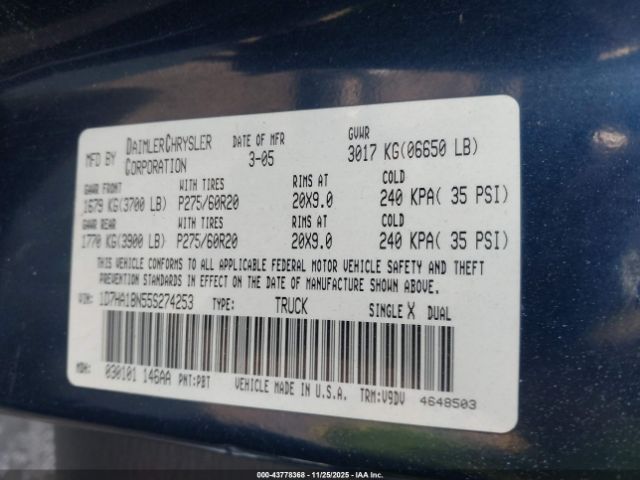 MFD BY DAIMLERCHRYSLER CORPORATION DATE OF MFR 3-05 GVWR 3017 KG(06650 LB)
GAWR FRONT WITH TIRES RIMS AT COLD
1679 KG(3700 LB) P275/60R20 20X9.0 240 KPA( 35 PSI)
GAWR REAR WITH TIRES RIMS AT COLD
1770 KG(3900 LB) P275/60R20 20X9.0 240 KPA( 35 PSI)
THIS VEHICLE CONFORMS TO ALL APPLICABLE FEDERAL MOTOR VEHICLE SAFETY AND THEFT
PREVENTION STANDARDS IN EFFECT ON THE DATE OF MANUFACTURE SHOWN ABOVE.
VIN: 1D7HA18N55S274253 TYPE: TRUCK SINGLE X DUAL
MDH: 030101 146AA PNT:PBT VEHICLE MADE IN U.S.A. TRM:V9DV 4648503
000-43778368 - 11/25/2025 - IAAI.com